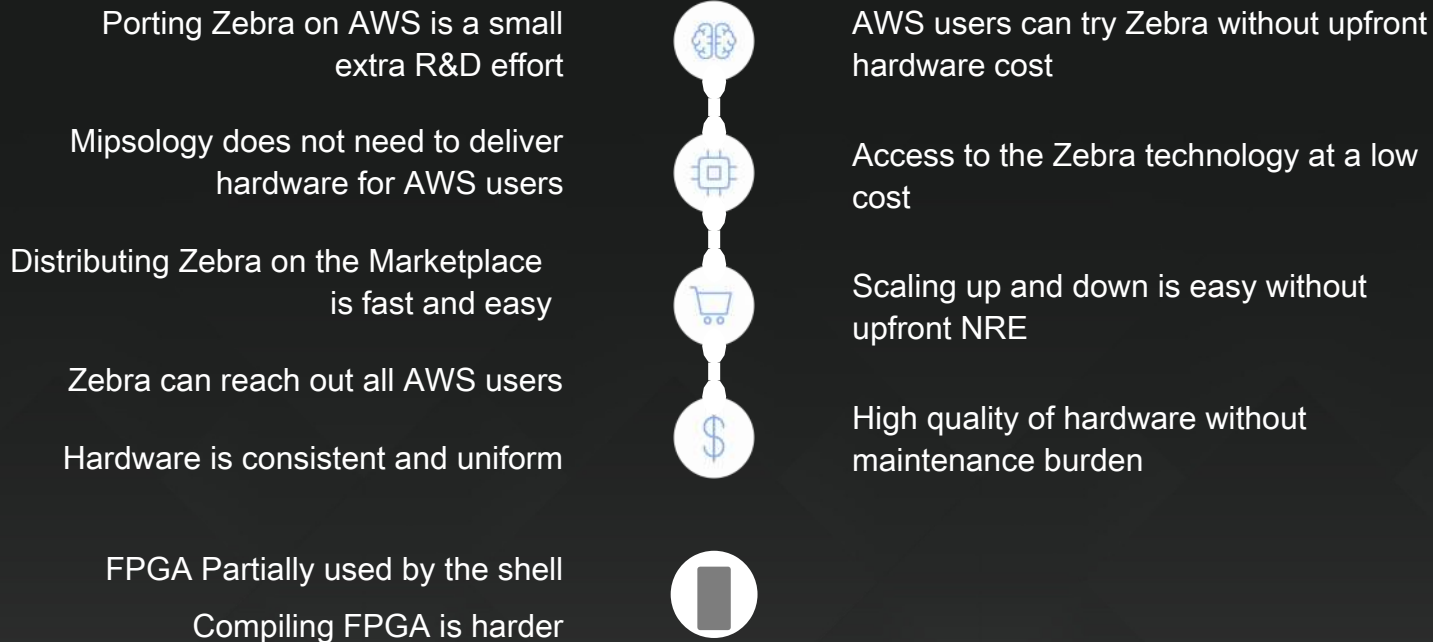 Porting Zebra on AWS is a small
extra R&D effort
Mipsology does not need to deliver
hardware for AWS users
Distributing Zebra on the Marketplace
is fast and easy
Zebra can reach out all AWS users
Hardware is consistent and uniform
FPGA Partially used by the shell
Compiling FPGA is harder
$
AWS users can try Zebra without upfront
hardware cost
Access to the Zebra technology at a low
cost
Scaling up and down is easy without
upfront NRE
High quality of hardware without
maintenance burden